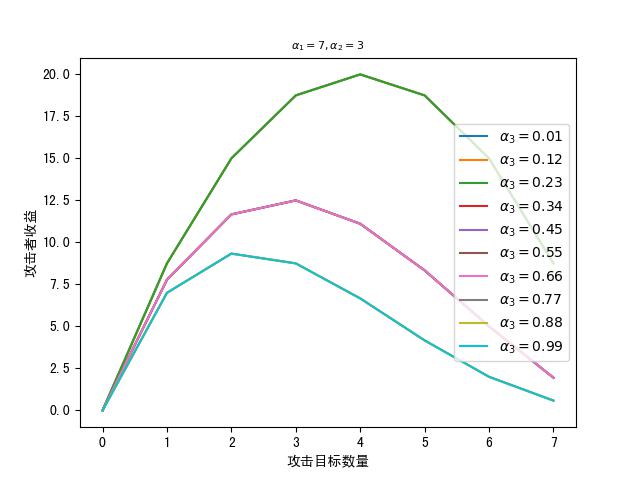 α₁ = 7, α₂ = 3
20.0
17.5
15.0
12.5
10.0
7.5
5.0
2.5
0.0
攻击者收益
α₃ = 0.01
α₃ = 0.12
α₃ = 0.23
α₃ = 0.34
α₃ = 0.45
α₃ = 0.55
α₃ = 0.66
α₃ = 0.77
α₃ = 0.88
α₃ = 0.99
0 1 2 3 4 5 6 7
攻击目标数量